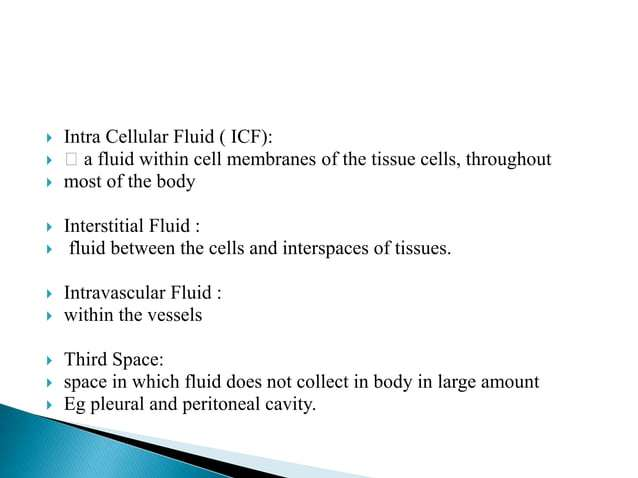 Intra Cellular Fluid ( ICF):
a fluid within cell membranes of the tissue cells, throughout
most of the body
Interstitial Fluid :
fluid between the cells and interspaces of tissues.
Intravascular Fluid :
within the vessels
Third Space:
space in which fluid does not collect in body in large amount
Eg pleural and peritoneal cavity.